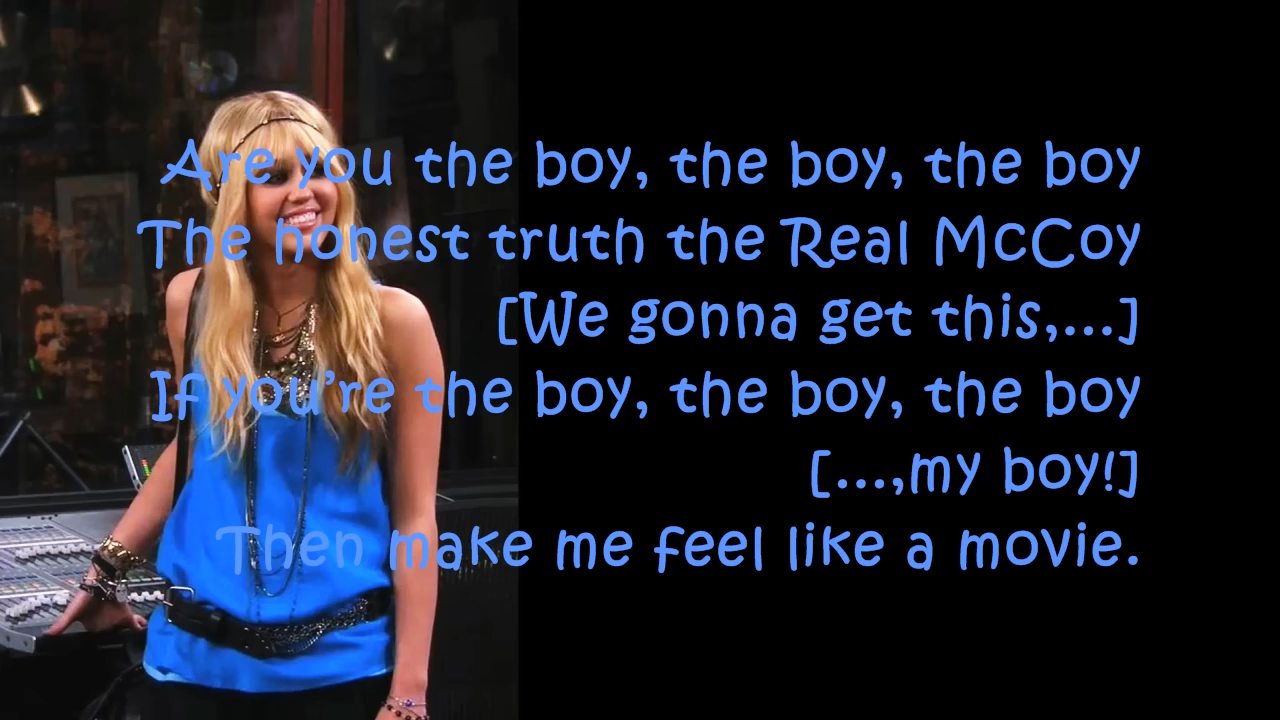 Are you the boy, the boy, the boy
The honest truth the Real McCoy
[We gonna get this,...]
If you're the boy, the boy, the boy
[...,my boy!]
Then make me feel like a movie.